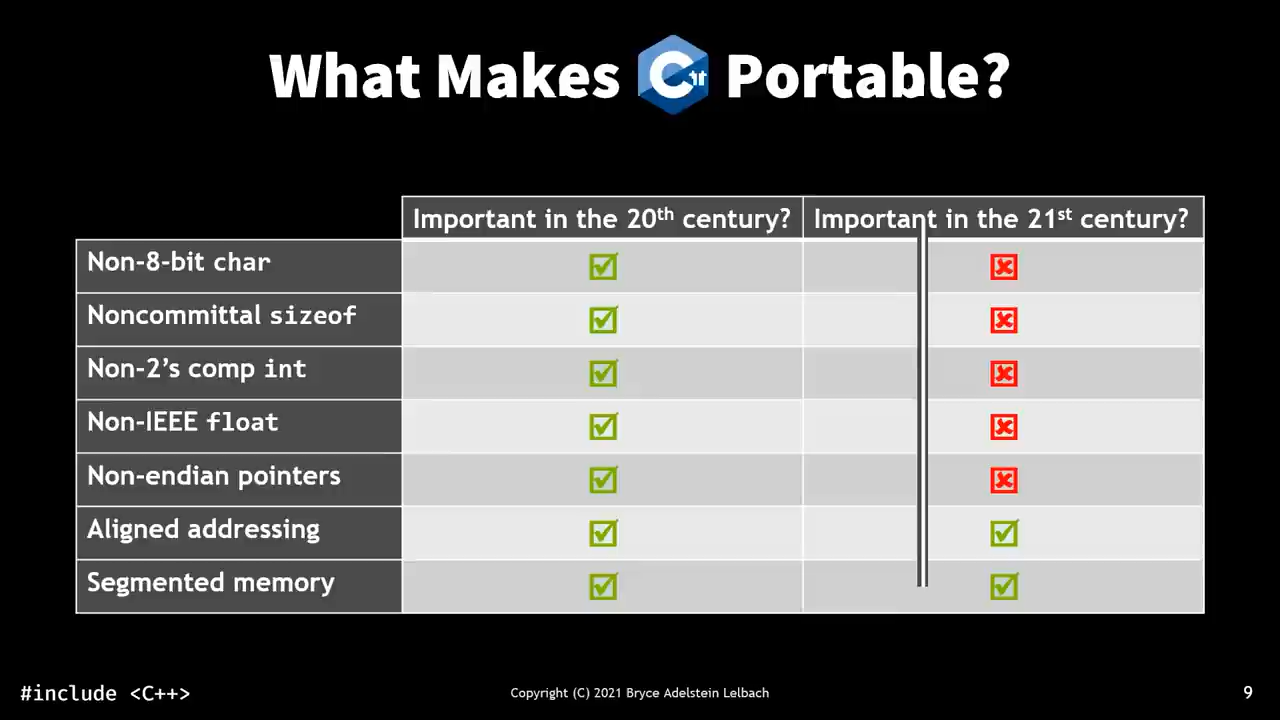 What Makes C++ Portable?
Important in the 20th century? Important in the 21st century?
Non-8-bit char
Noncommittal sizeof
Non-2’s comp int
Non-IEEE float
Non-endian pointers
Aligned addressing
Segmented memory
#include <C++> Copyright (C) 2021 Bryce Adelstein Lelbach 9